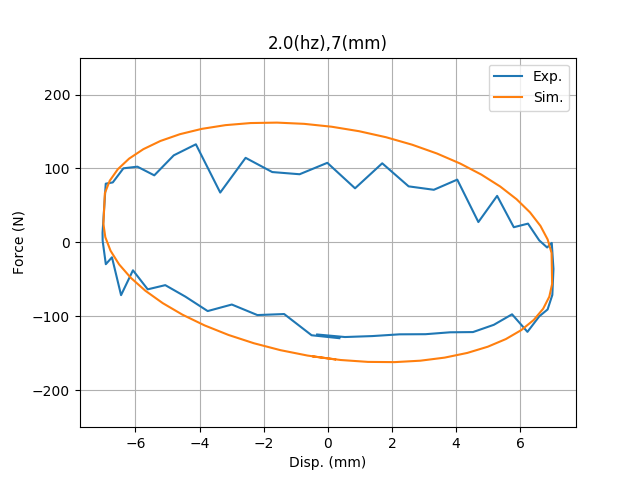 2.0(hz),7(mm)
Exp.
Sim.
200
100
0
−100
−200
Force (N)
−6 −4 −2 0 2 4 6
Disp. (mm)